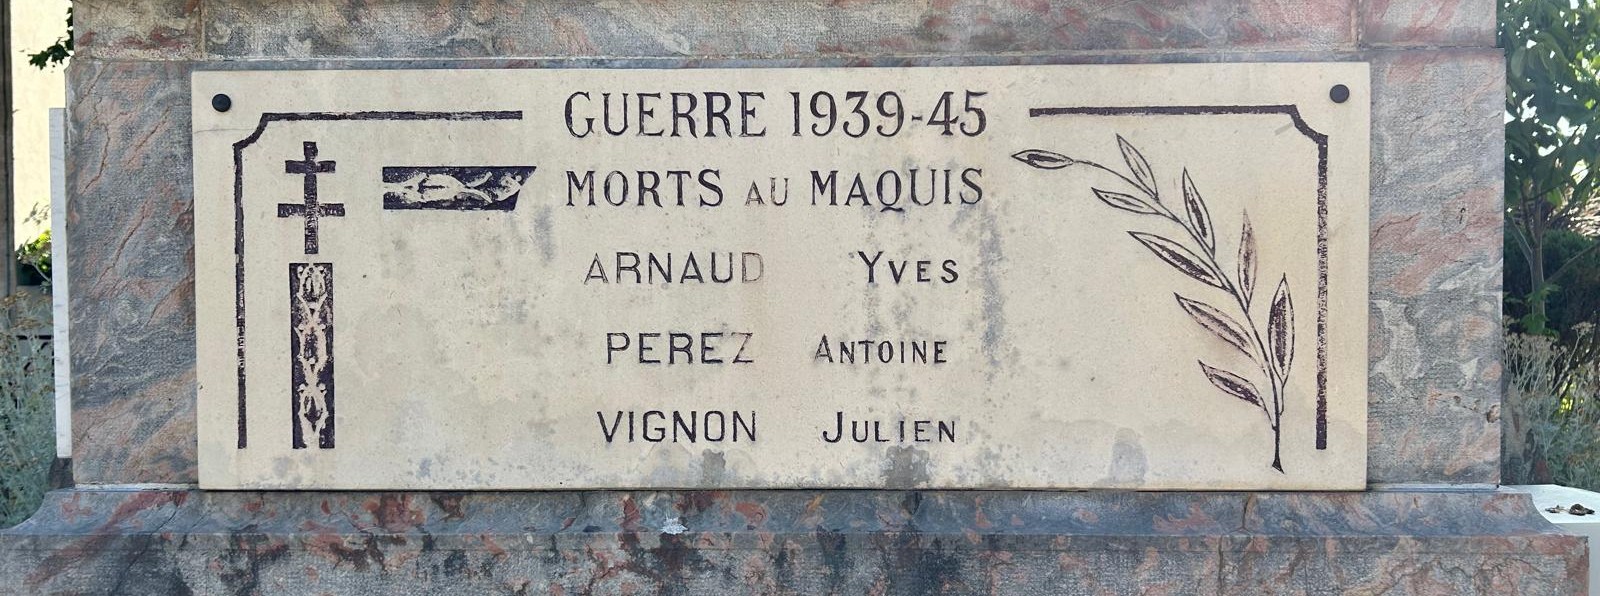 GUERRE 1939-45
MORTS AU MAQUIS
ARNAUD YVES
PEREZ ANTOINE
VIGNON JULIEN